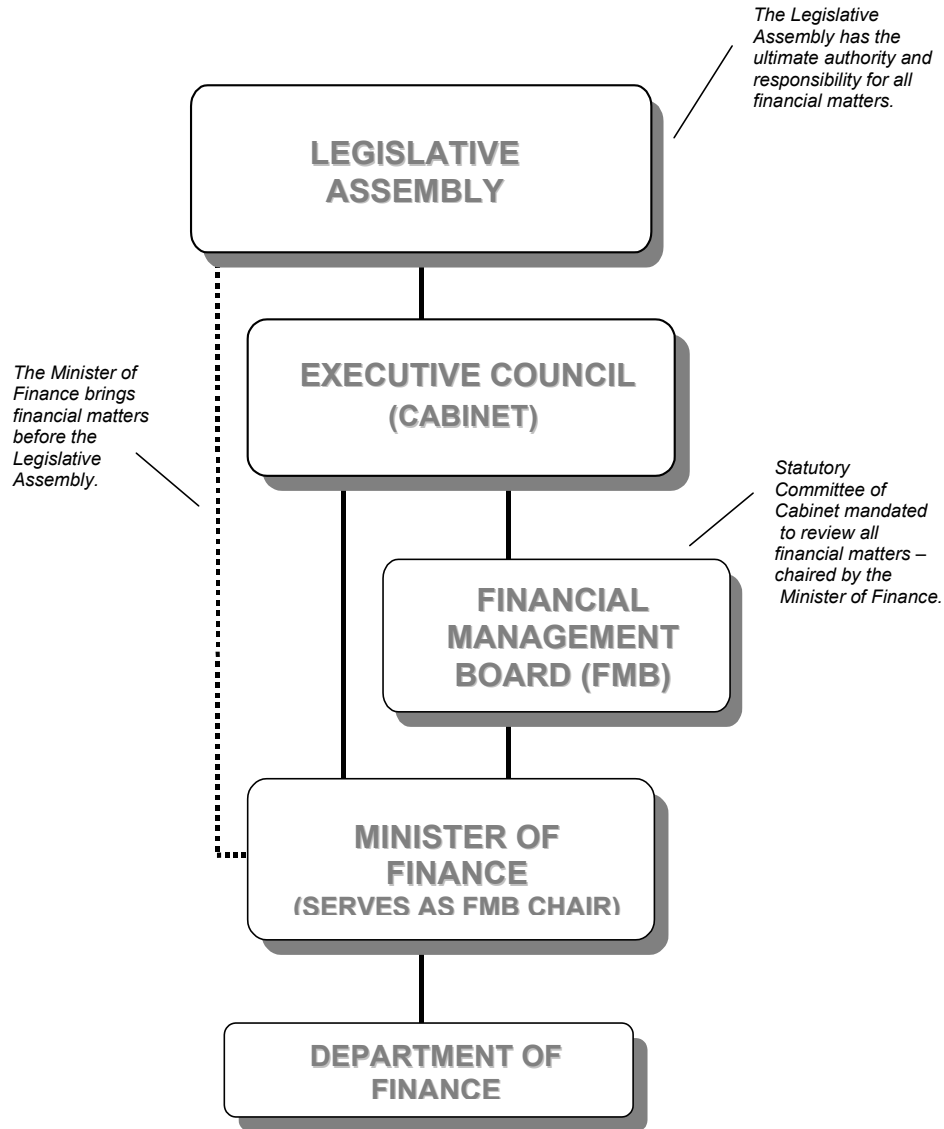 The Legislative
Assembly has the
ultimate authority and
responsibility for all
financial matters.
LEGISLATIVE
ASSEMBLY
EXECUTIVE COUNCIL
(CABINET)
The Minister of
Finance brings
financial matters
before the
Legislative
Assembly.
Statutory
Committee of
Cabinet mandated
to review all
financial matters –
chaired by the
Minister of Finance.
FINANCIAL
MANAGEMENT
BOARD (FMB)
MINISTER OF
FINANCE
(SERVES AS FMB CHAIR)
DEPARTMENT OF
FINANCE